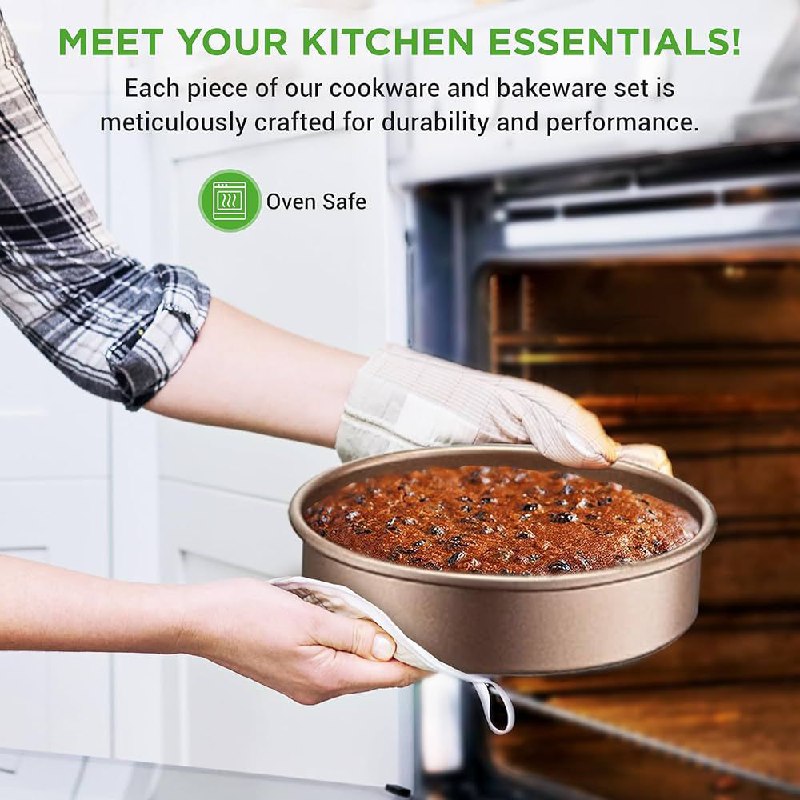 MEET YOUR KITCHEN ESSENTIALS!
Each piece of our cookware and bakeware set is
meticulously crafted for durability and performance.
Oven Safe